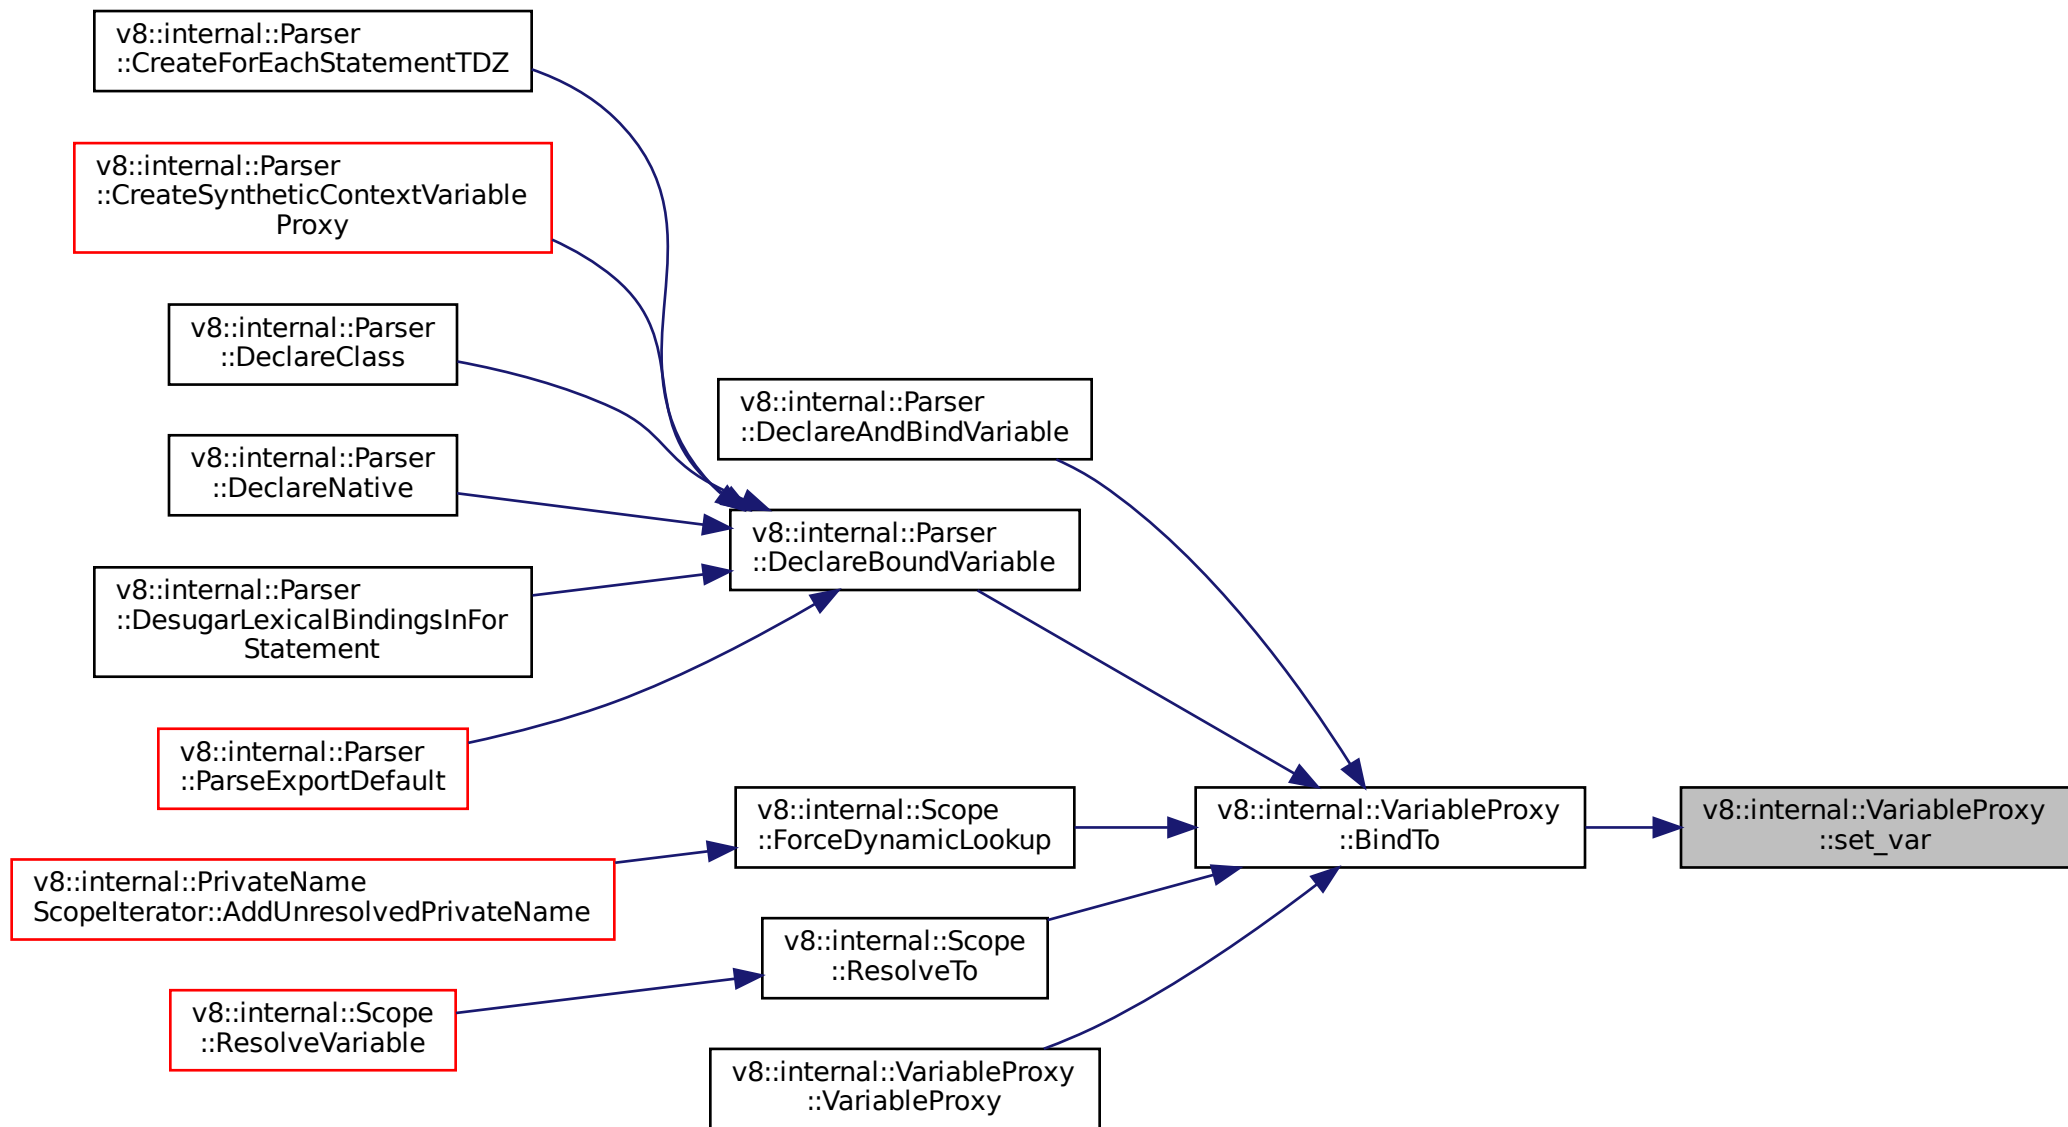 v8::internal::Parser
::CreateForEachStatementTDZ
v8::internal::Parser
::CreateSyntheticContextVariable
Proxy
v8::internal::Parser
::DeclareClass
v8::internal::Parser
::DeclareNative
v8::internal::Parser
::DesugarLexicalBindingsInFor
Statement
v8::internal::Parser
::ParseExportDefault
v8::internal::PrivateName
ScopeIterator::AddUnresolvedPrivateName
v8::internal::Scope
::ResolveVariable
v8::internal::Parser
::DeclareAndBindVariable
v8::internal::Parser
::DeclareBoundVariable
v8::internal::Scope
::ForceDynamicLookup
v8::internal::Scope
::ResolveTo
v8::internal::VariableProxy
::VariableProxy
v8::internal::VariableProxy
::BindTo
v8::internal::VariableProxy
::set_var